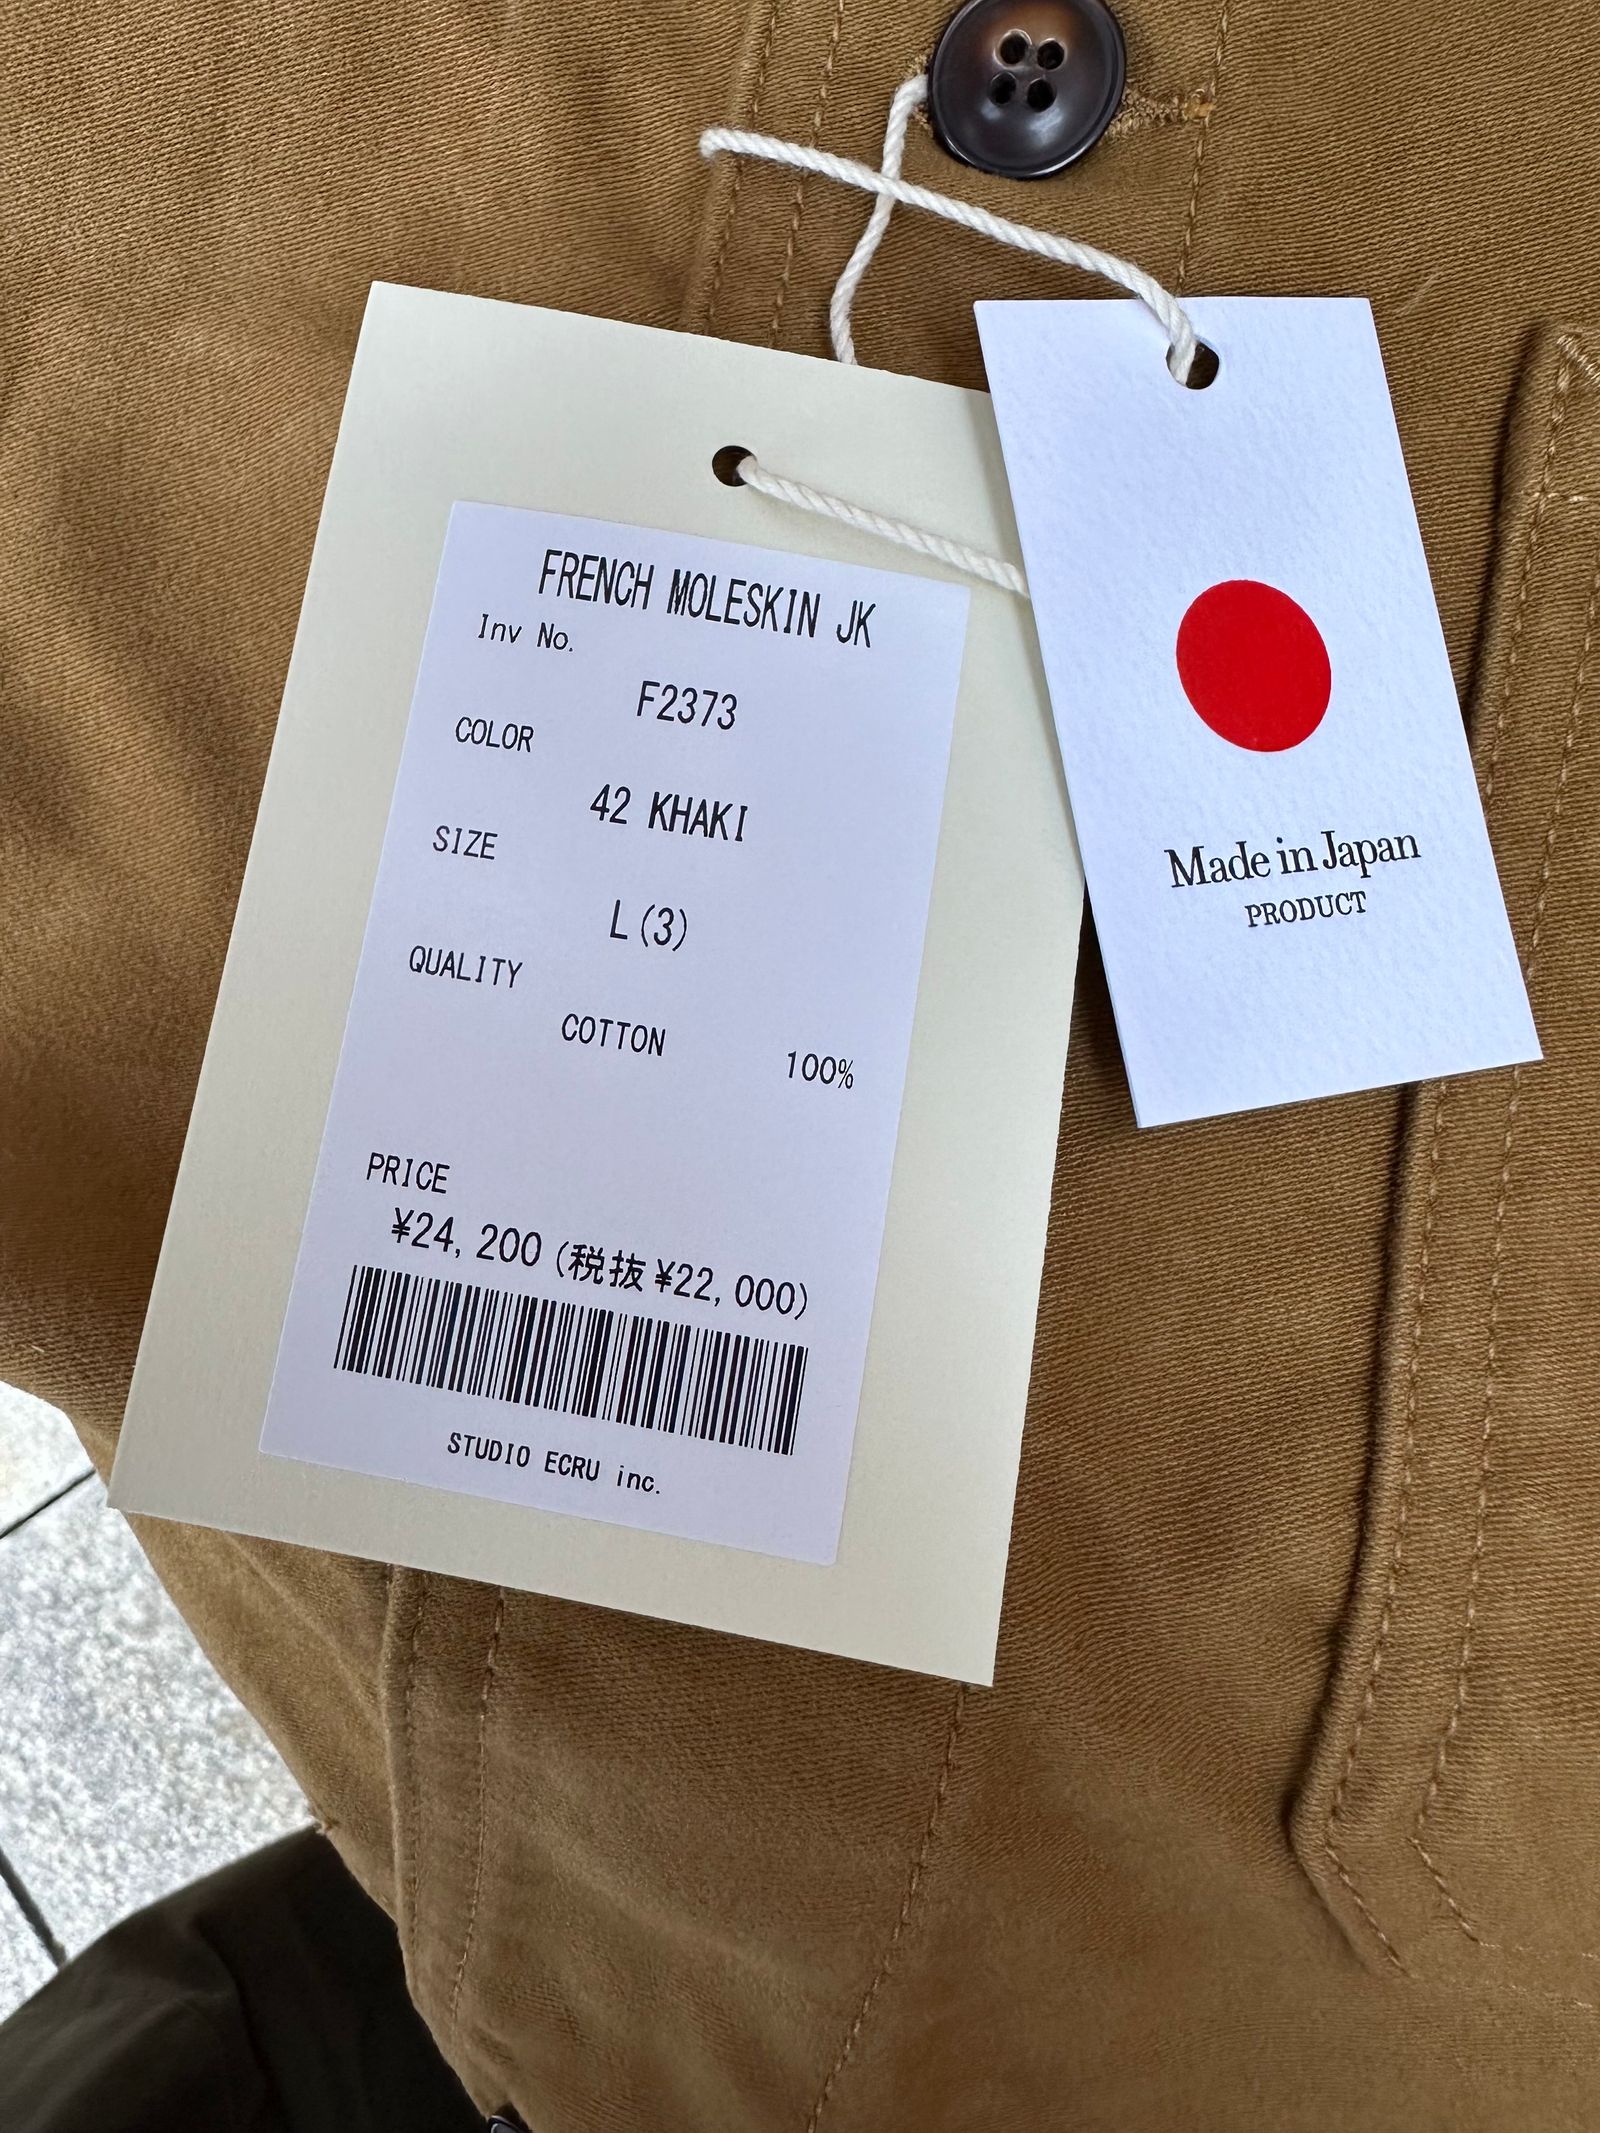 FRENCH MOLESKIN JK
Inv No.
F2373
COLOR
42 KHAKI
SIZE
L(3)
QUALITY
COTTON 100%
PRICE
¥24,200(税抜¥22,000)
STUDIO ECRU inc.
Made in Japan
PRODUCT